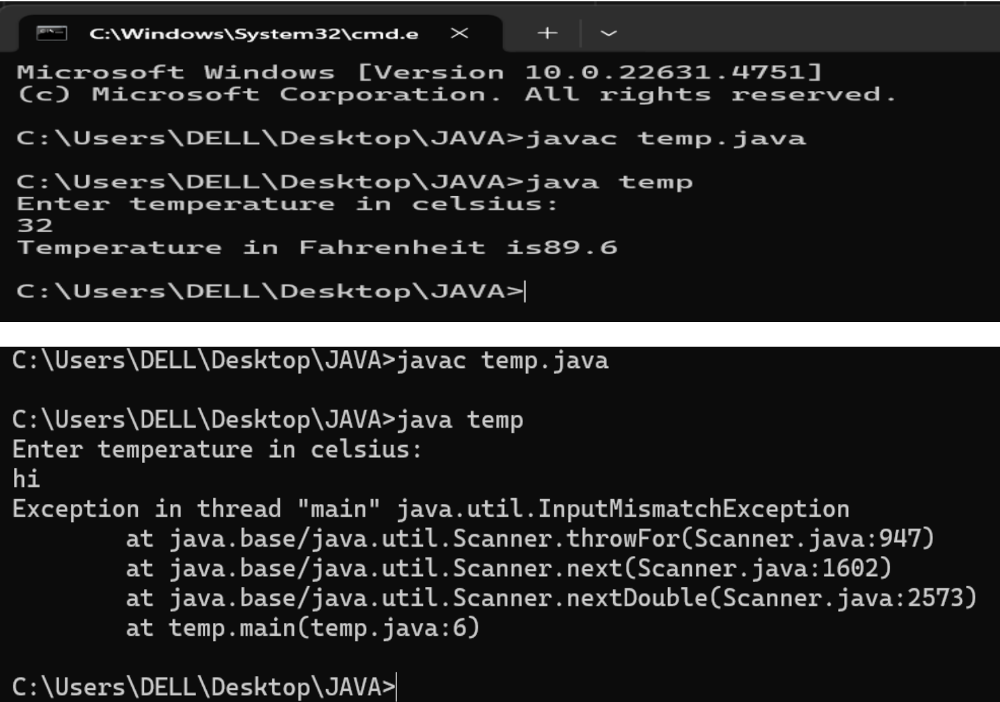 C:\Windows\System32\cmd.e
Microsoft Windows [Version 10.0.22631.4751]
(c) Microsoft Corporation. All rights reserved.
C:\Users\DELL\Desktop\JAVA>javac temp.java
C:\Users\DELL\Desktop\JAVA>java temp
Enter temperature in celsius:
32
Temperature in Fahrenheit is89.6
C:\Users\DELL\Desktop\JAVA>
C:\Users\DELL\Desktop\JAVA>javac temp.java
C:\Users\DELL\Desktop\JAVA>java temp
Enter temperature in celsius:
hi
Exception in thread "main" java.util.InputMismatchException
at java.base/java.util.Scanner.throwFor(Scanner.java:947)
at java.base/java.util.Scanner.next(Scanner.java:1602)
at java.base/java.util.Scanner.nextDouble(Scanner.java:2573)
at temp.main(temp.java:6)
C:\Users\DELL\Desktop\JAVA>